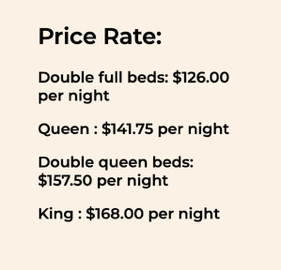 Price Rate:
Double full beds: $126.00
per night
Queen : $141.75 per night
Double queen beds:
$157.50 per night
King : $168.00 per night